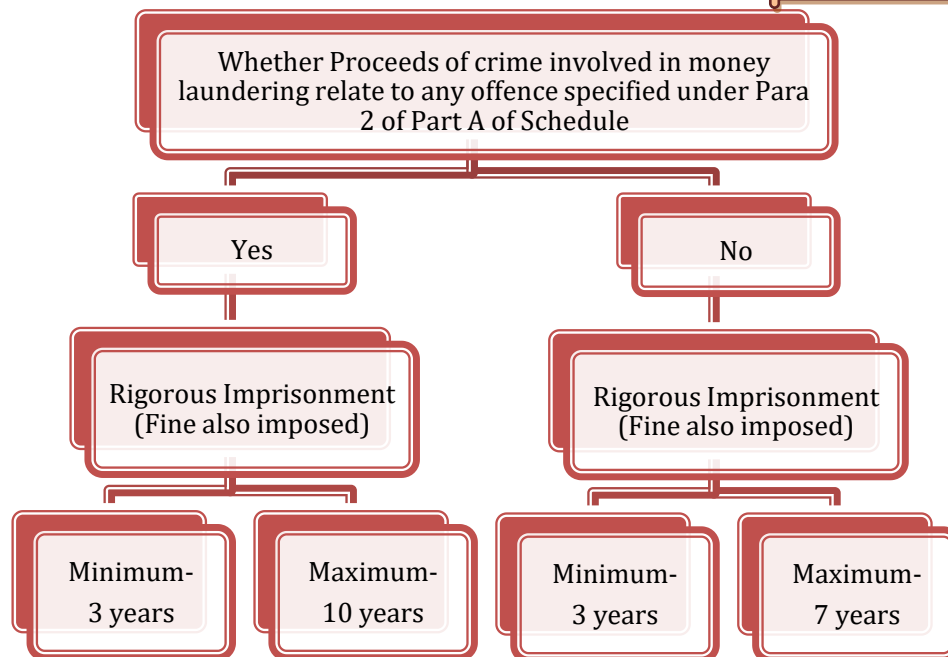 Whether Proceeds of crime involved in money
laundering relate to any offence specified under Para
2 of Part A of Schedule
Yes
No
Rigorous Imprisonment
(Fine also imposed)
Rigorous Imprisonment
(Fine also imposed)
Minimum-
3 years
Maximum-
10 years
Minimum-
3 years
Maximum-
7 years